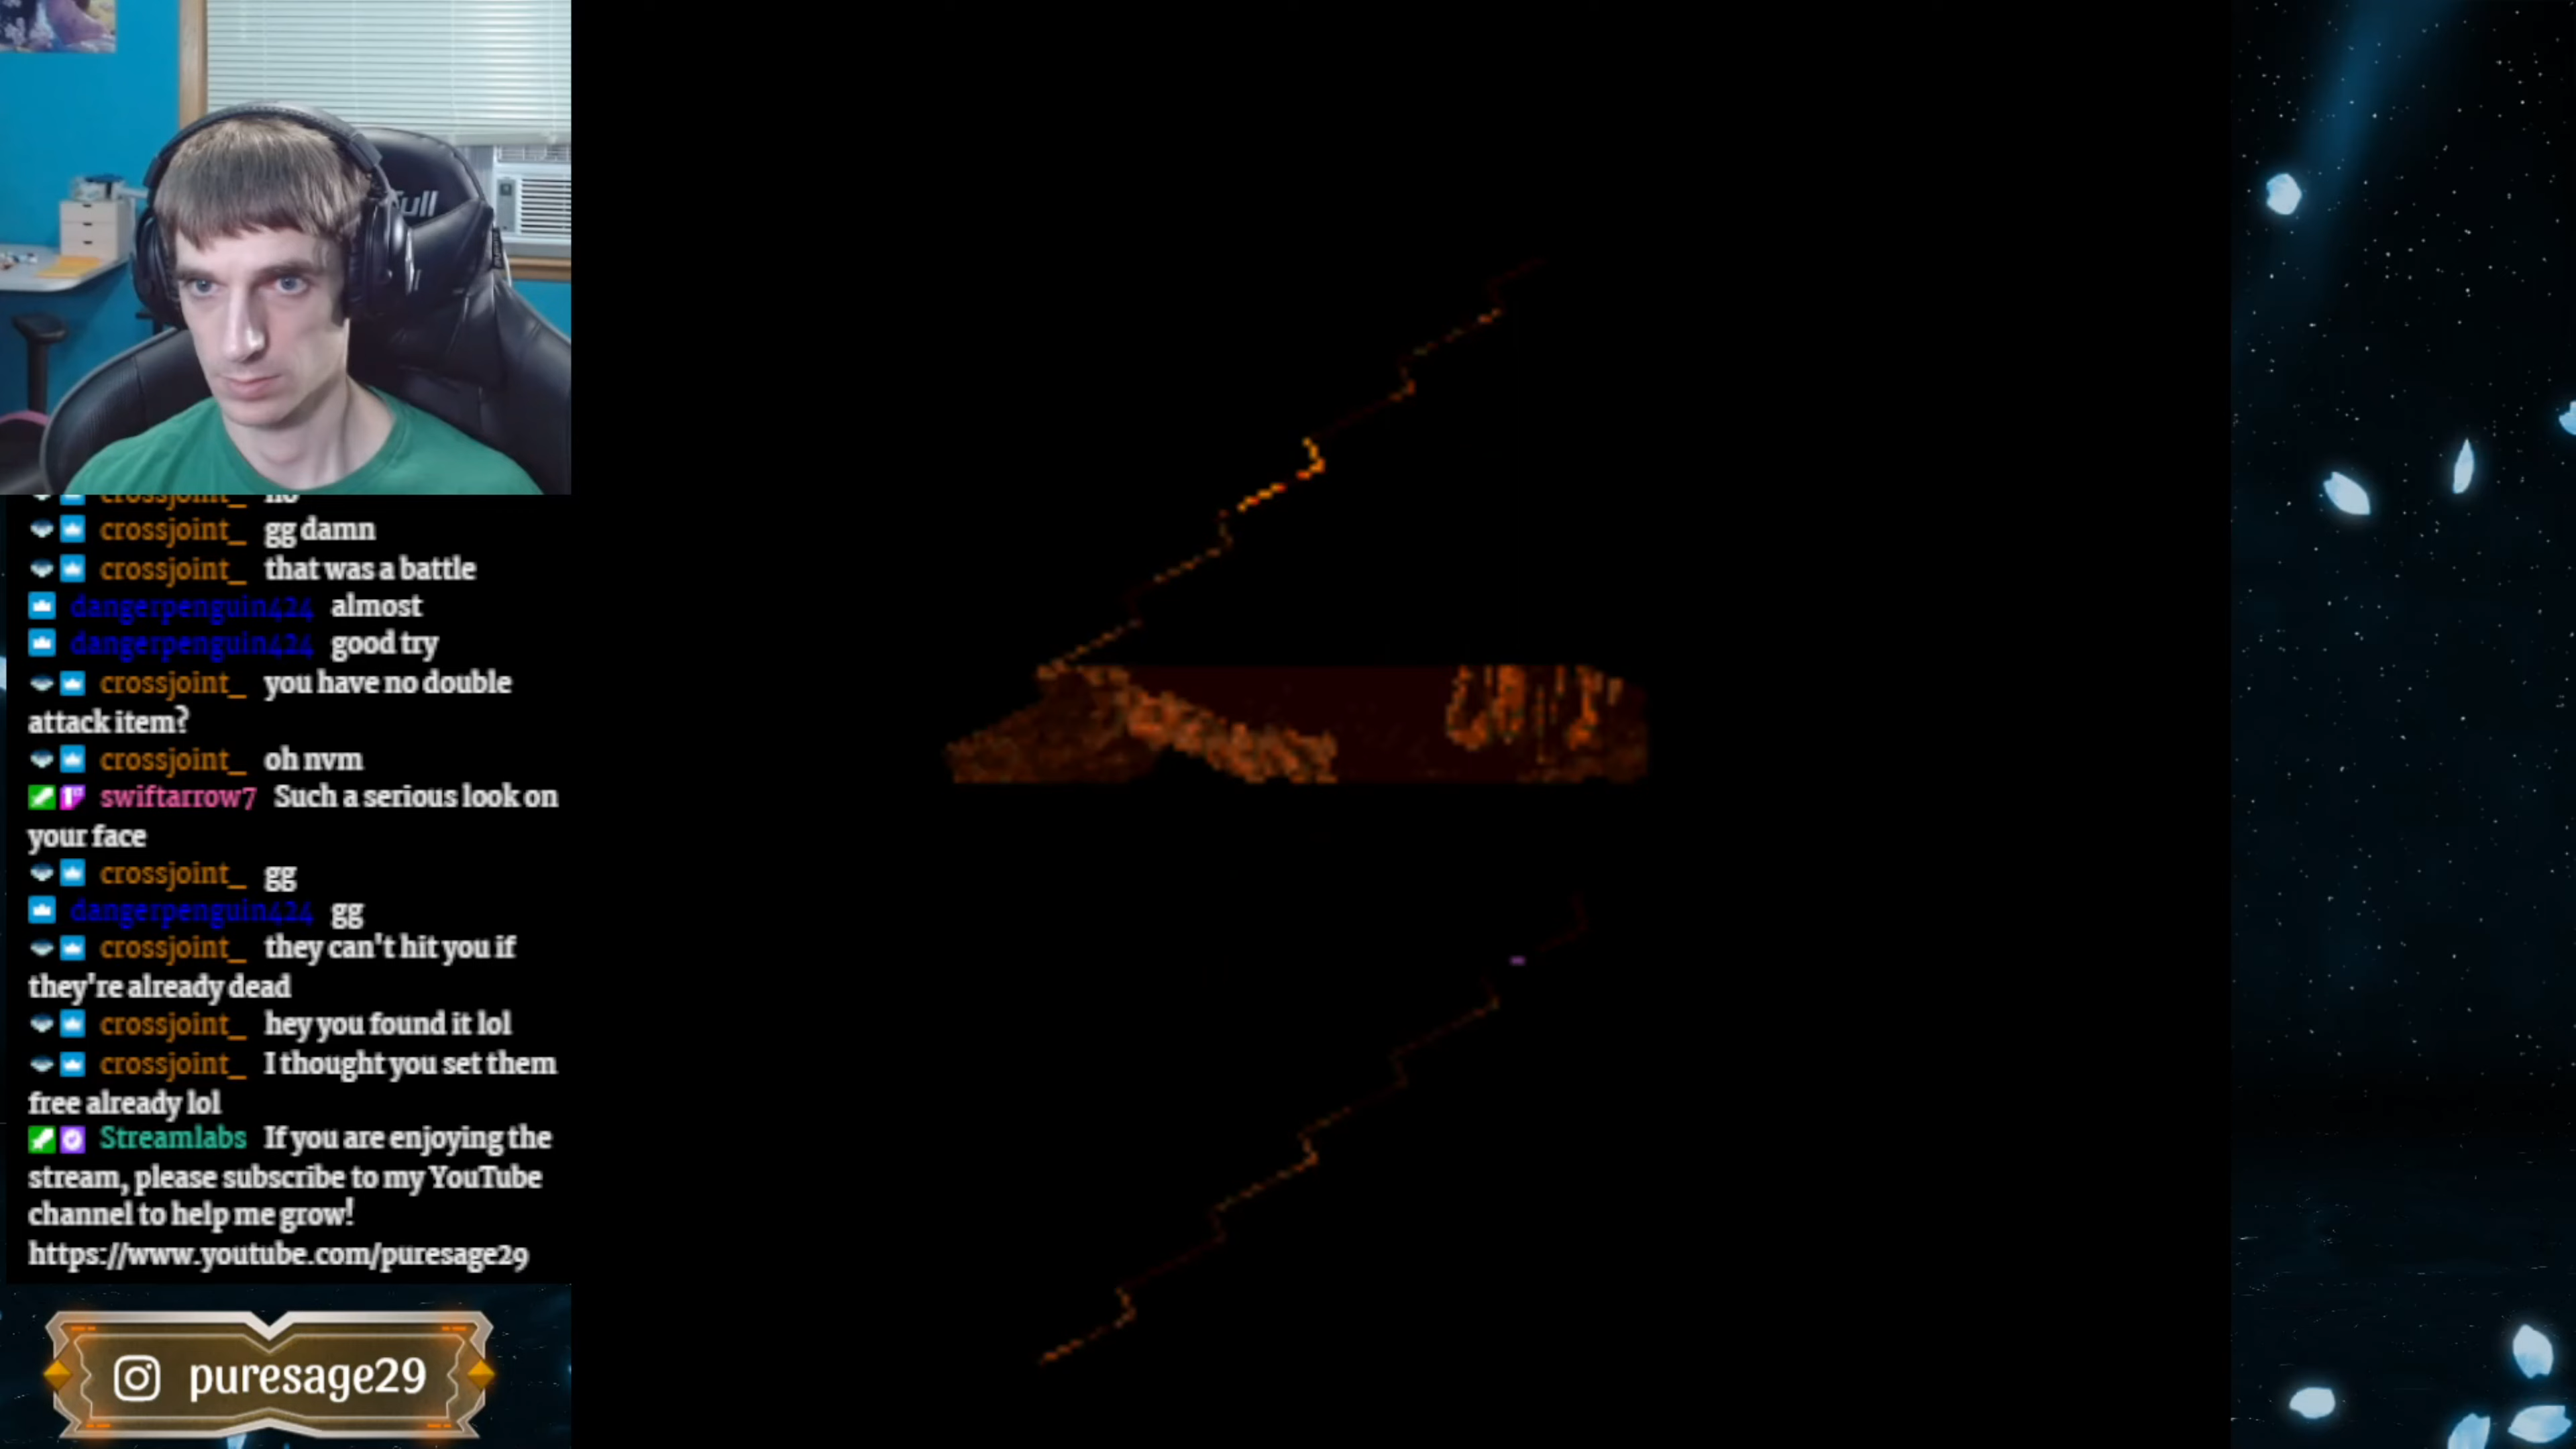 ull
crossjoint_ no
crossjoint_ gg damn
crossjoint_ that was a battle
dangerpenguin424 almost
dangerpenguin424 good try
crossjoint_ you have no double
attack item?
crossjoint_ oh nvm
swiftarrow7 Such a serious look on
your face
crossjoint_ gg
dangerpenguin424 gg
crossjoint_ they can't hit you if
they're already dead
crossjoint_ hey you found it lol
crossjoint_ I thought you set them
free already lol
Streamlabs If you are enjoying the
stream, please subscribe to my YouTube
channel to help me grow!
https://www.youtube.com/puresage29
puresage29